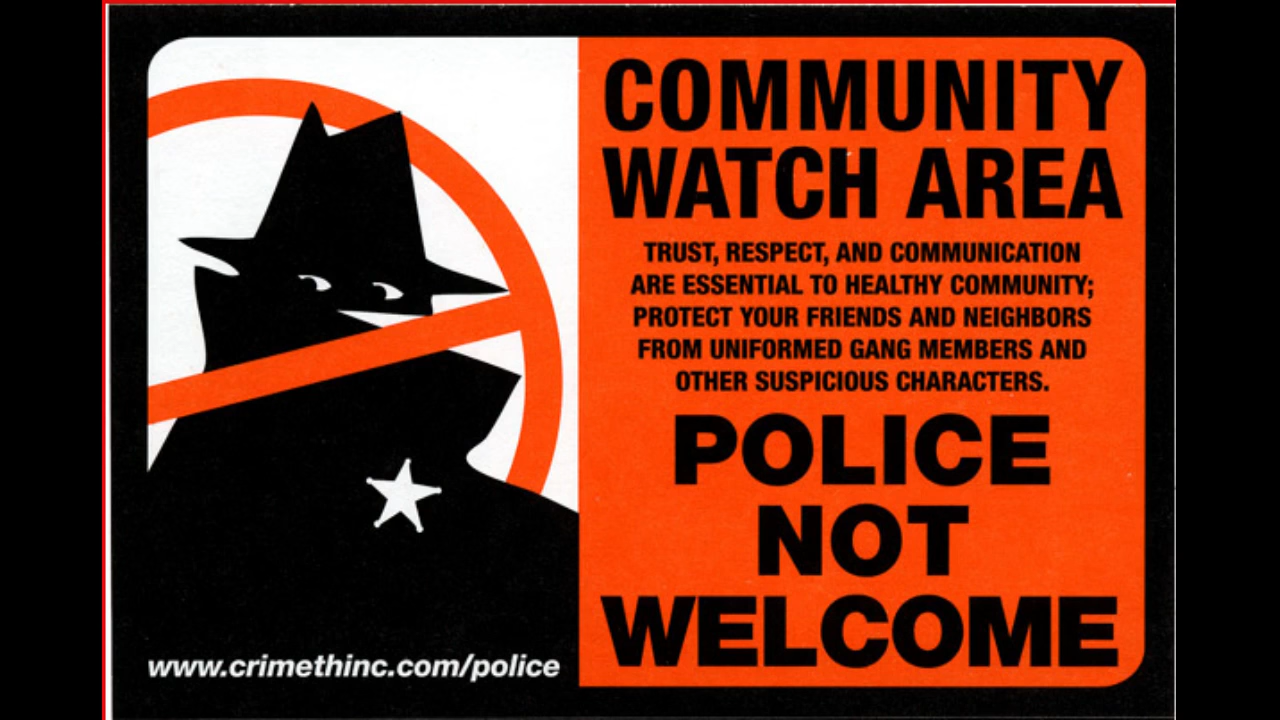 COMMUNITY
WATCH AREA
TRUST, RESPECT, AND COMMUNICATION
ARE ESSENTIAL TO HEALTHY COMMUNITY;
PROTECT YOUR FRIENDS AND NEIGHBORS
FROM UNIFORMED GANG MEMBERS AND
OTHER SUSPICIOUS CHARACTERS.
POLICE
NOT
WELCOME
www.crimethinc.com/police